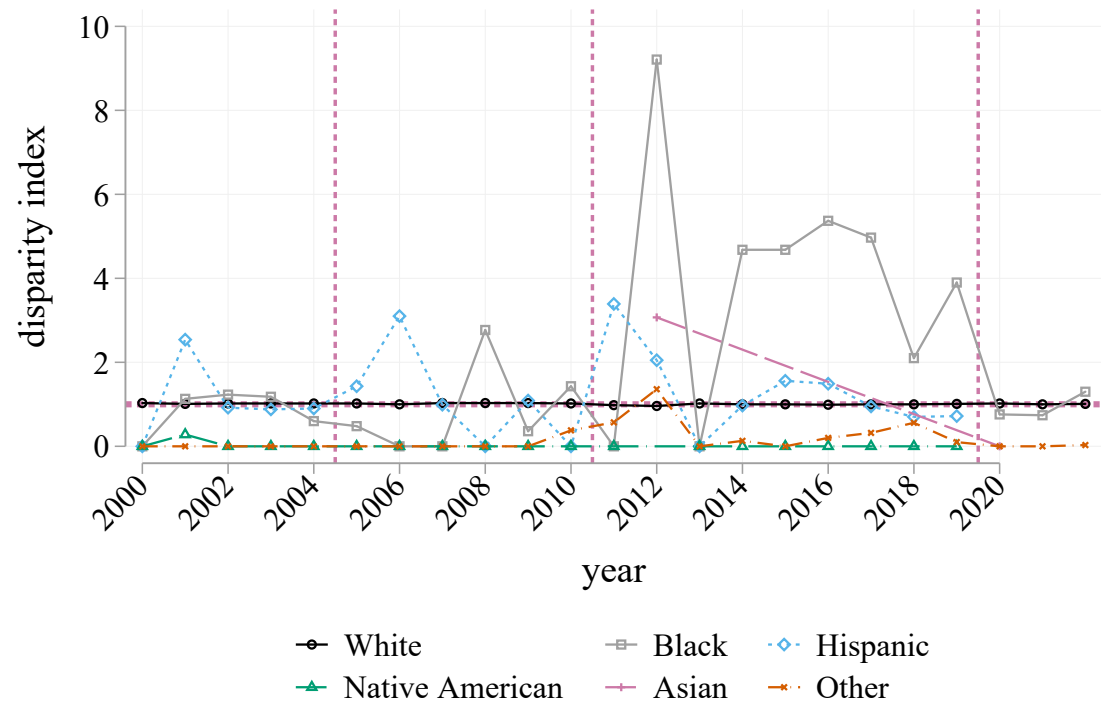 10
8
6
4
2
0
disparity index
2000 2002 2004 2006 2008 2010 2012 2014 2016 2018 2020
year
White Black Hispanic
Native American Asian Other